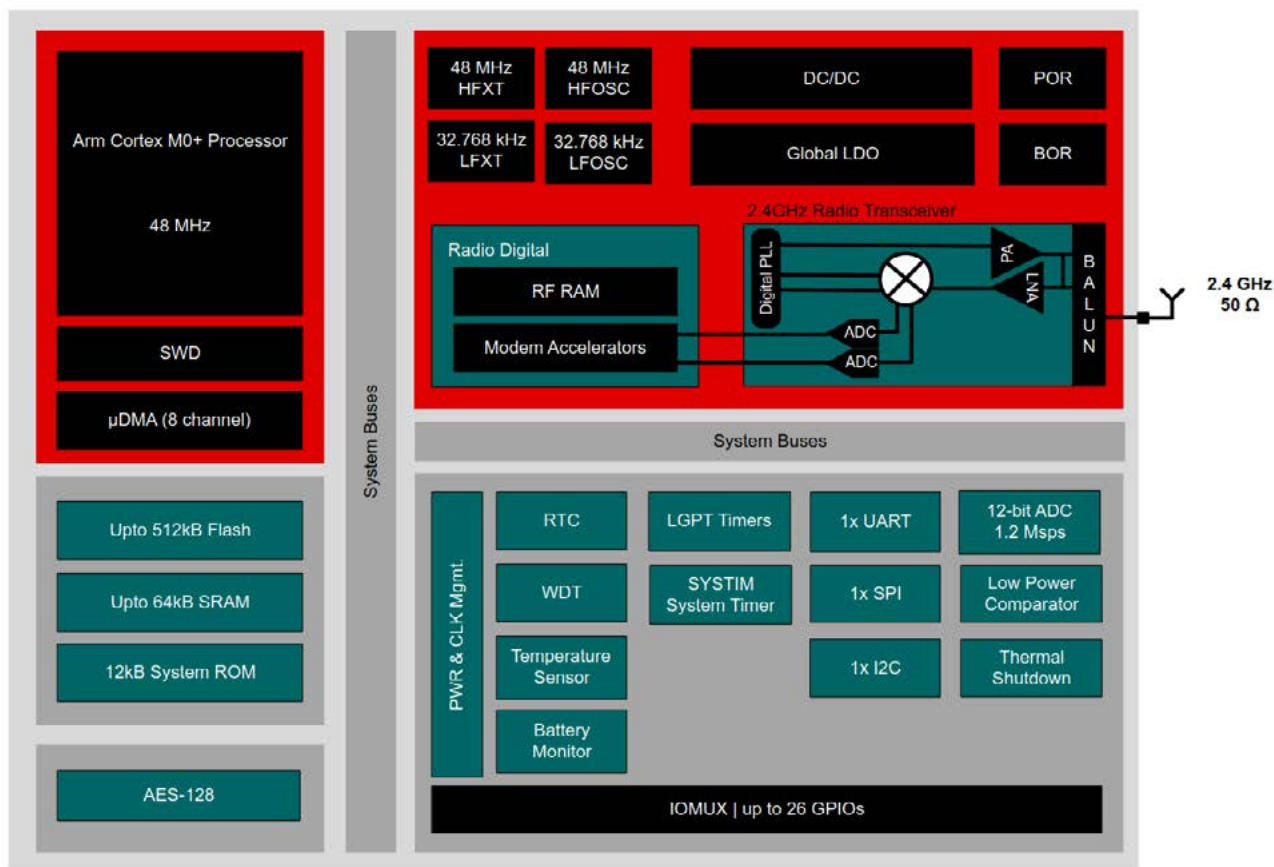 Arm Cortex M0+ Processor
48 MHz
SWD
µDMA (8 channel)
Upto 512kB Flash
Upto 64kB SRAM
12kB System ROM
AES-128
System Buses
48 MHz
HFXT
48 MHz
HFOSC
DC/DC
POR
32.768 kHz
LFXT
32.768 kHz
LFOSC
Global LDO
BOR
2.4GHz Radio Transceiver
Radio Digital
RF RAM
Modem Accelerators
Digital PLL
ADC
ADC
PA
LNA
BALUN
2.4 GHz
50 Ω
System Buses
PWR & CLK Mgmt.
RTC
LGPT Timers
1x UART
12-bit ADC
1.2 Msps
WDT
SYSTIM
System Timer
1x SPI
Low Power
Comparator
Temperature
Sensor
1x I2C
Thermal
Shutdown
Battery
Monitor
IOMUX | up to 26 GPIOs